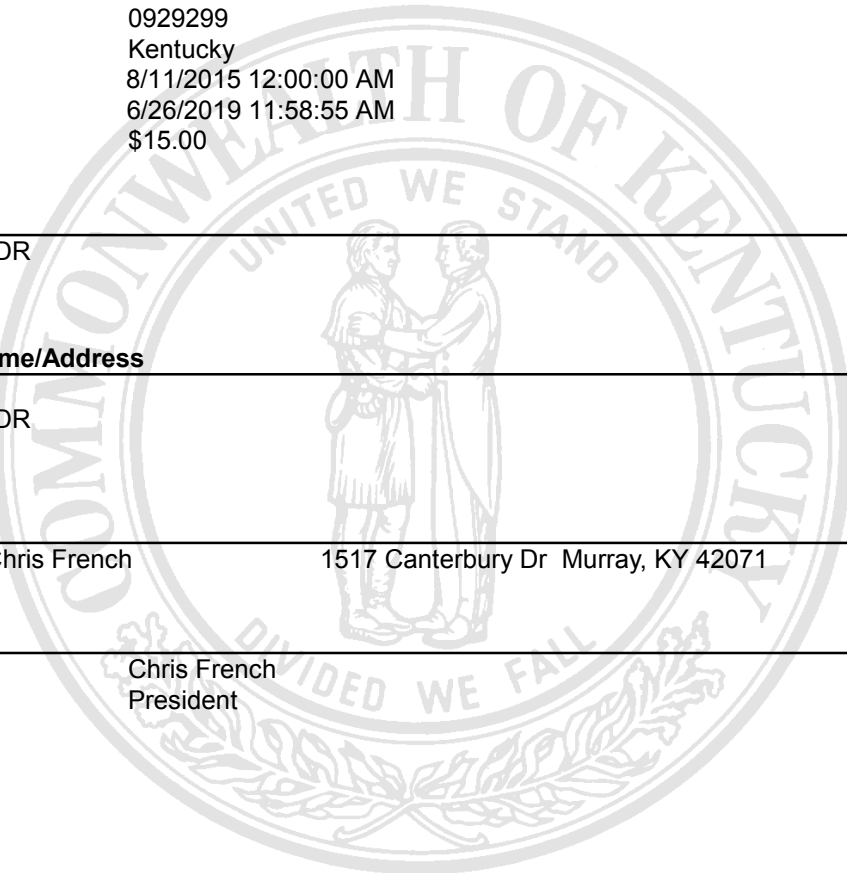 0929299
Kentucky
8/11/2015 12:00:00 AM
6/26/2019 11:58:55 AM
$15.00
DR
me/Address
DR
hris French 1517 Canterbury Dr Murray, KY 42071
Chris French
President
COMMONWEALTH OF KENTUCKY
UNITED WE STAND
DIVIDED WE FALL